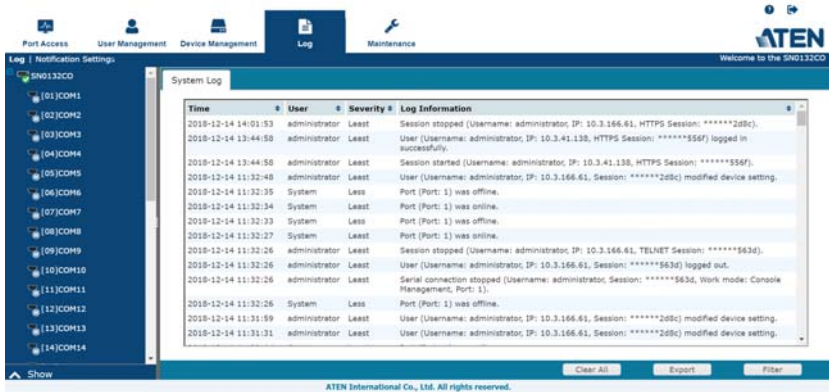 Port Access
User Management
Device Management
Log
Maintenance
ATEN
Log | Notification Settings
Welcome to the SN0132CO
SN0132CO
[01]COM1
[02]COM2
[03]COM3
[04]COM4
[05]COM5
[06]COM6
[07]COM7
[08]COM8
[09]COM9
[10]COM10
[11]COM11
[12]COM12
[13]COM13
[14]COM14
Show
System Log
Time User Severity Log Information
2018-12-14 14:01:53 administrator Least Session stopped (Username: administrator, IP: 10.3.166.61, HTTPS Session: ******2d8c).
2018-12-14 13:44:58 administrator Least User (Username: administrator, IP: 10.3.41.138, HTTPS Session: ******556f) logged in
successfully.
2018-12-14 13:44:58 administrator Least Session started (Username: administrator, IP: 10.3.41.138, HTTPS Session: ******556f).
2018-12-14 11:32:48 administrator Least User (Username: administrator, IP: 10.3.166.61, Session: ******2d8c) modified device setting.
2018-12-14 11:32:35 System Less Port (Port: 1) was offline.
2018-12-14 11:32:34 System Less Port (Port: 1) was online.
2018-12-14 11:32:33 System Less Port (Port: 1) was offline.
2018-12-14 11:32:27 System Less Port (Port: 1) was online.
2018-12-14 11:32:26 administrator Least Session stopped (Username: administrator, IP: 10.3.166.61, TELNET Session: ******563d).
2018-12-14 11:32:26 administrator Least User (Username: administrator, IP: 10.3.166.61, Session: ******563d) logged out.
2018-12-14 11:32:26 administrator Least Serial connection stopped (Username: administrator, Session: ******563d, Work mode: Console
Management, Port: 1).
2018-12-14 11:32:26 System Less Port (Port: 1) was offline.
2018-12-14 11:31:59 administrator Least User (Username: administrator, IP: 10.3.166.61, Session: ******2d8c) modified device setting.
2018-12-14 11:31:31 administrator Least User (Username: administrator, IP: 10.3.166.61, Session: ******2d8c) modified device setting.
Clear All
Export
Filter
ATEN International Co., Ltd. All rights reserved.